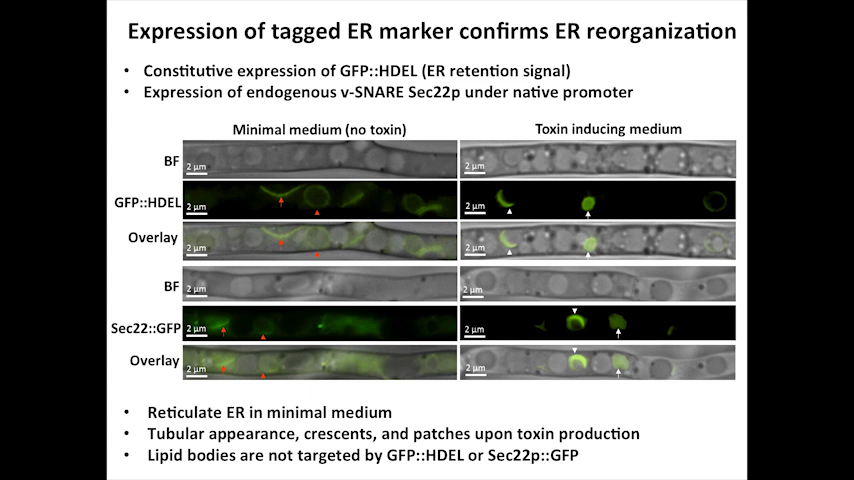 Expression of tagged ER marker confirms ER reorganization
• Constitutive expression of GFP::HDEL (ER retention signal)
• Expression of endogenous v-SNARE Sec22p under native promoter
Minimal medium (no toxin)
Toxin inducing medium
BF
2 µm
2 µm
GFP::HDEL
2 µm
2 µm
Overlay
2 µm
2 µm
BF
2 µm
2 µm
Sec22::GFP
2 µm
2 µm
Overlay
2 µm
2 µm
• Reticulate ER in minimal medium
• Tubular appearance, crescents, and patches upon toxin production
• Lipid bodies are not targeted by GFP::HDEL or Sec22p::GFP